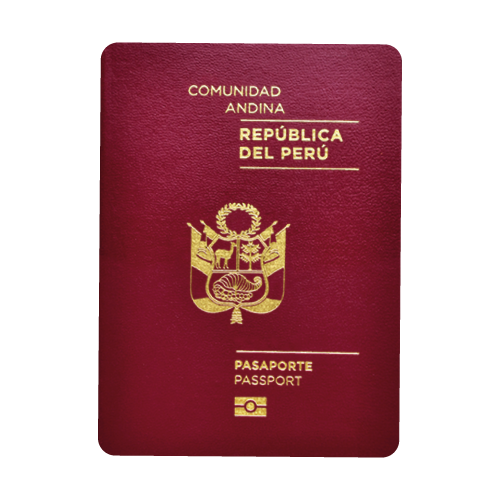 COMUNIDAD
ANDINA
REPÚBLICA
DEL PERÚ
PASAPORTE
PASSPORT